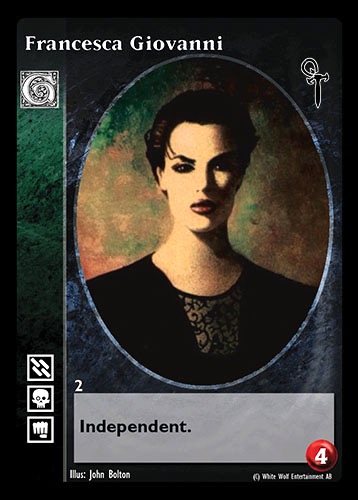 Francesca Giovanni
G
2
Independent.
4
Illus: John Bolton
(C) White Wolf Entertainment AB